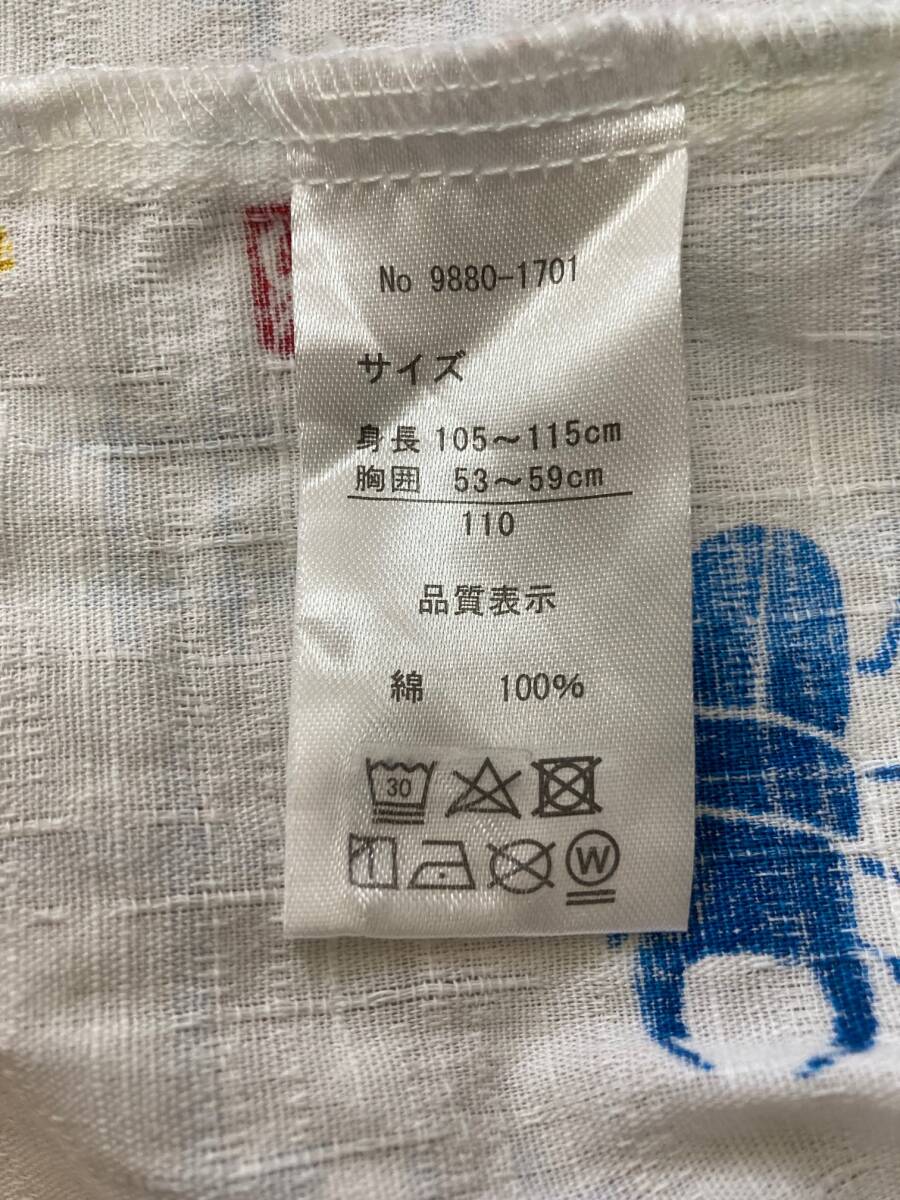 No 9880-1701
サイズ
身長 105～115cm
胸囲 53～59cm
110
品質表示
綿 100%
30
W